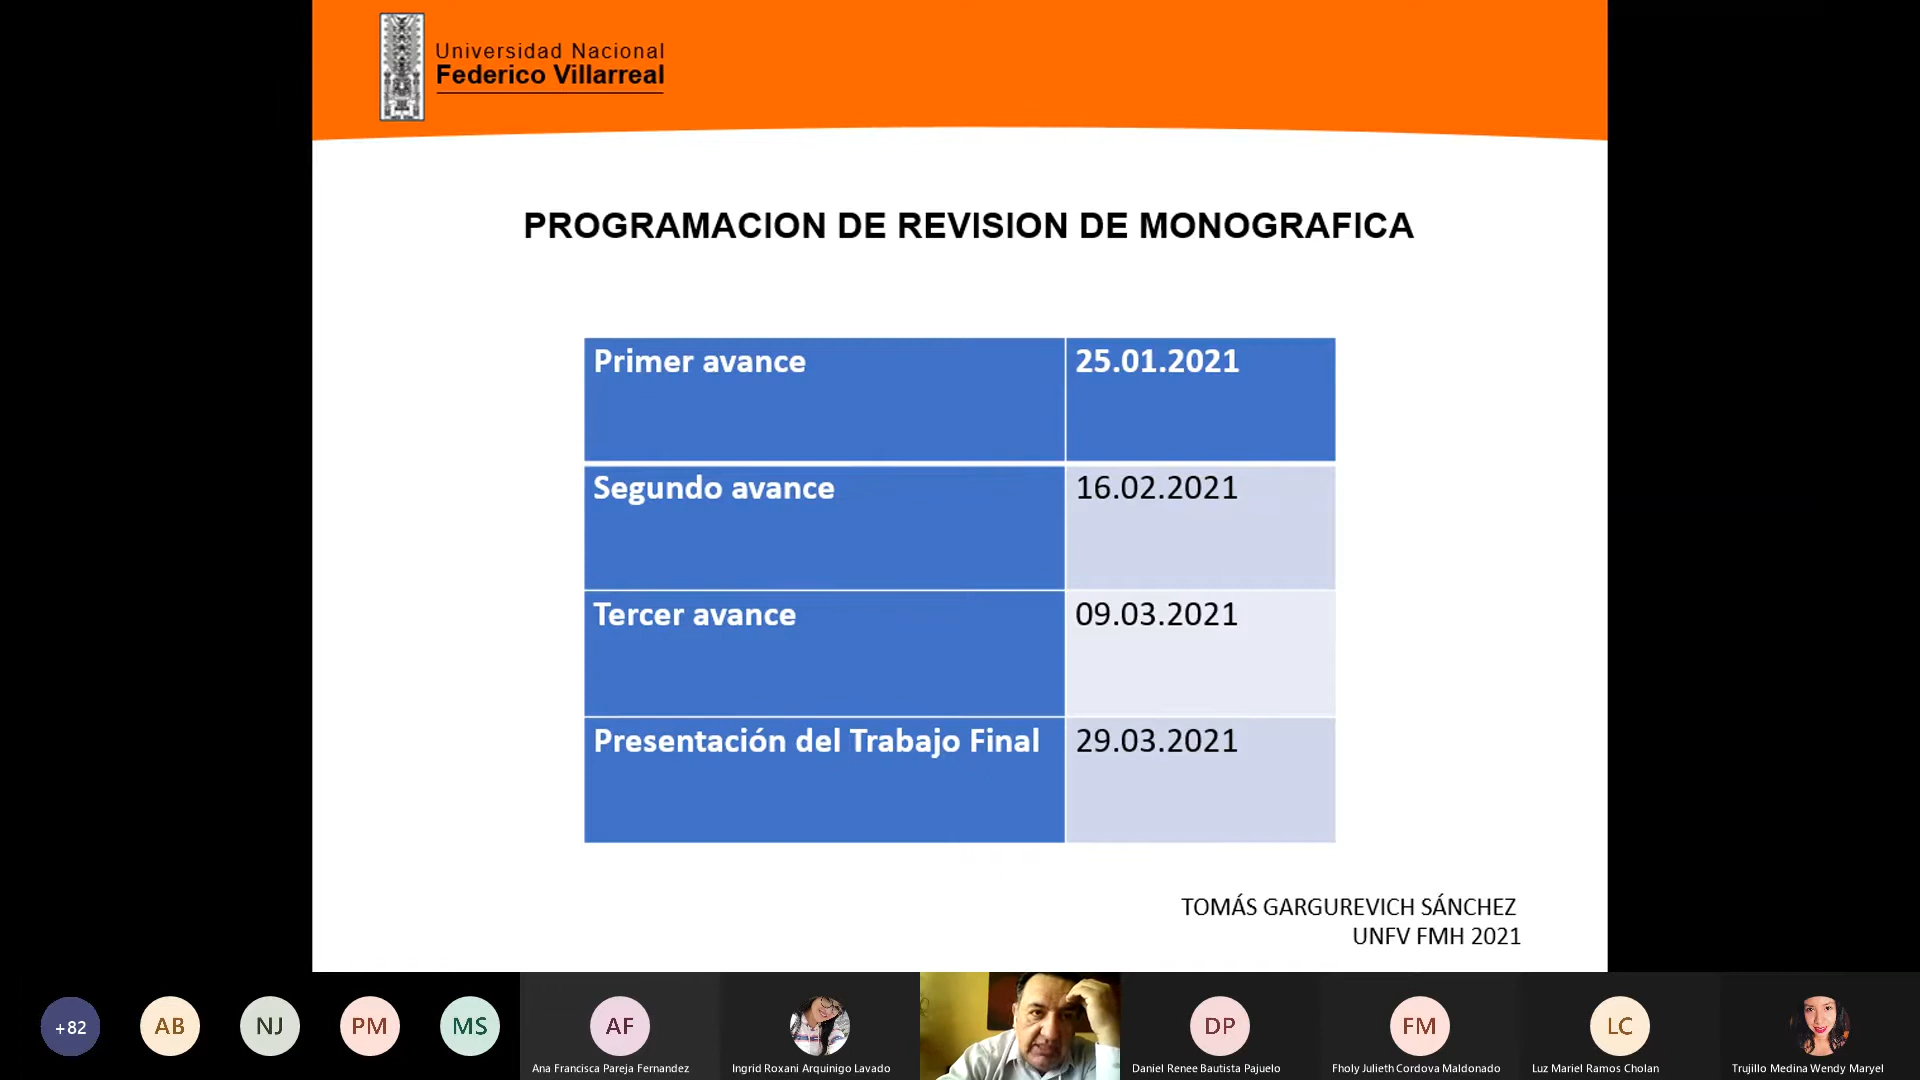 Universidad Nacional
Federico Villarreal
PROGRAMACION DE REVISION DE MONOGRAFICA
Primer avance 25.01.2021
Segundo avance 16.02.2021
Tercer avance 09.03.2021
Presentación del Trabajo Final 29.03.2021
TOMÁS GARGUREVICH SÁNCHEZ
UNFV FMH 2021
+82 AB NJ PM MS AF DP FM LC
Ana Francisca Pareja Fernandez Ingrid Roxani Arquinigo Lavado Daniel Renee Bautista Pajuelo Fholy Julieth Cordova Maldonado Luz Mariel Ramos Cholan Trujillo Medina Wendy Maryel